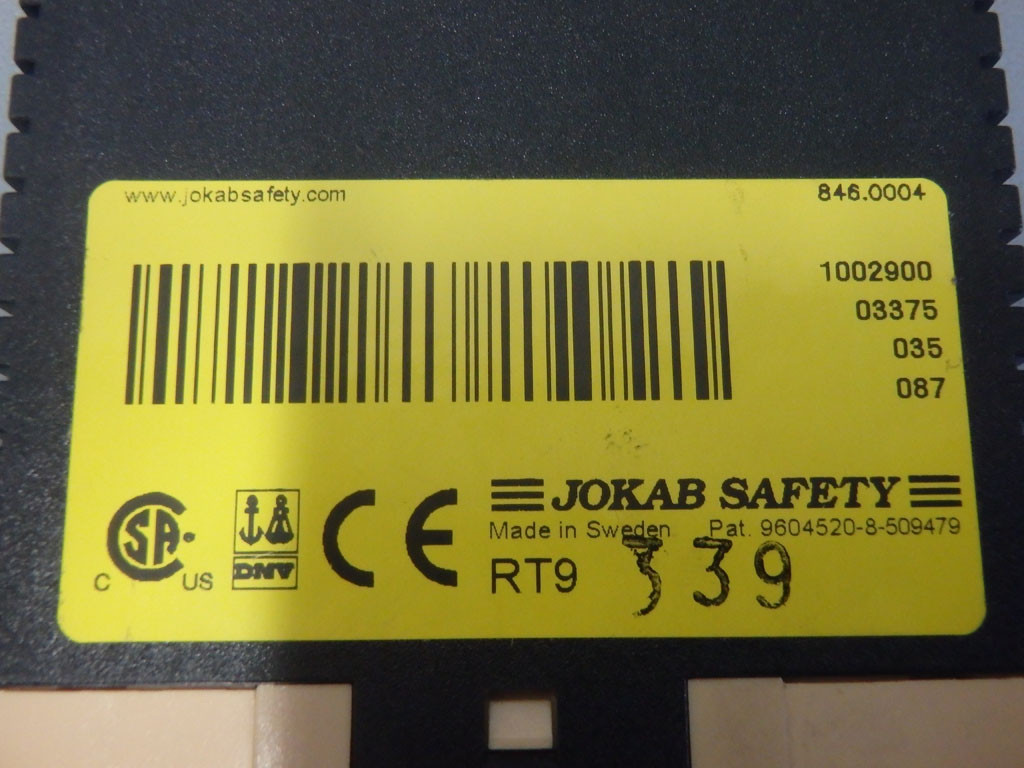 www.jokabsafety.com 846.0004
1002900
03375
035
087
JOKAB SAFETY
Made in Sweden Pat. 9604520-8-509479
C SA US DNV CE RT9 339